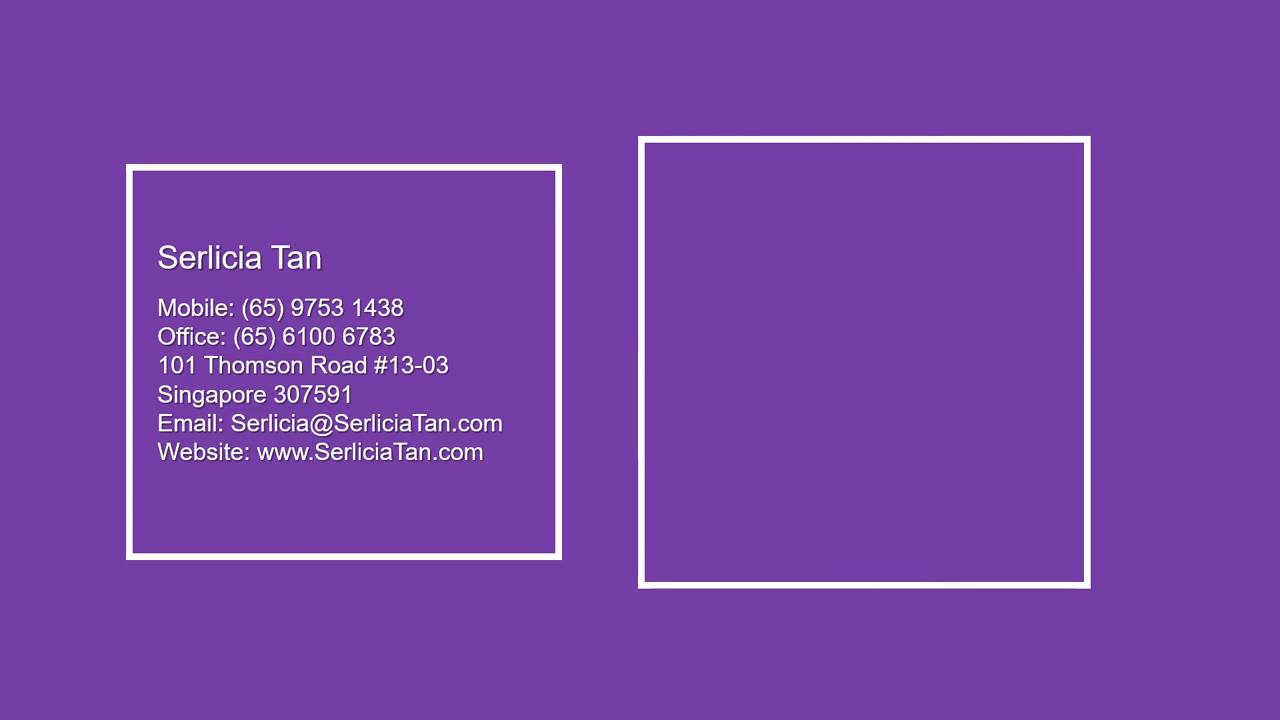 Serlicia Tan
Mobile: (65) 9753 1438
Office: (65) 6100 6783
101 Thomson Road #13-03
Singapore 307591
Email: Serlicia@SerliciaTan.com
Website: www.SerliciaTan.com